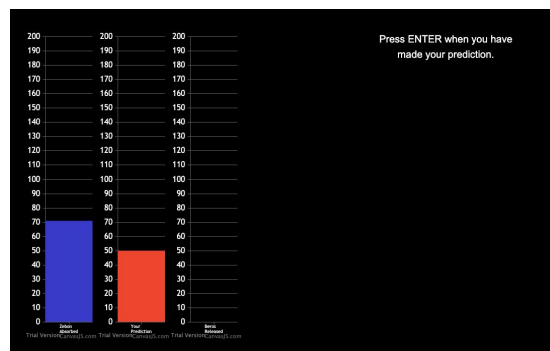 Press ENTER when you have
made your prediction.
200 200 200
190 190 190
180 180 180
170 170 170
160 160 160
150 150 150
140 140 140
130 130 130
120 120 120
110 110 110
100 100 100
90 90 90
80 80 80
70 70 70
60 60 60
50 50 50
40 40 40
30 30 30
20 20 20
10 10 10
0 0 0
Zebon Your Beros
Absorbed Prediction Released
Trial Version CanvasJS.com Trial Version CanvasJS.com Trial Version CanvasJS.com